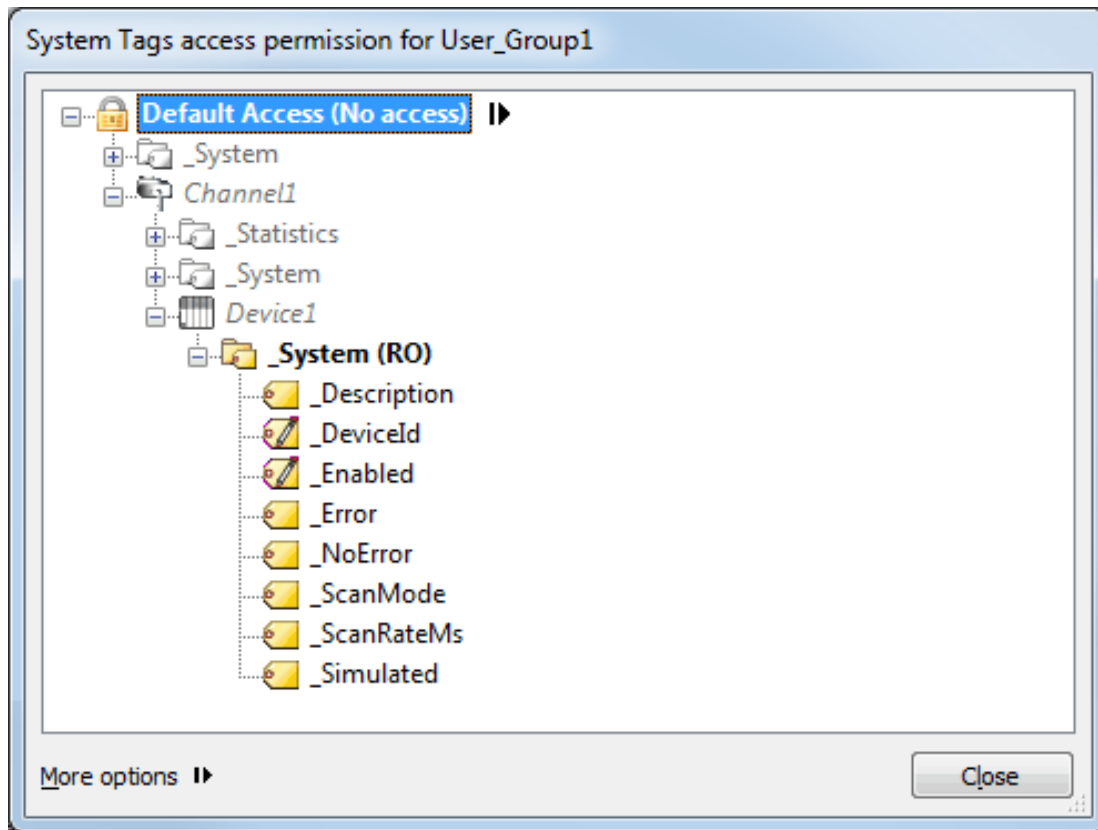 System Tags access permission for User_Group1
Default Access (No access)
_System
Channel1
_Statistics
_System
Device1
_System (RO)
_Description
_DeviceId
_Enabled
_Error
_NoError
_ScanMode
_ScanRateMs
_Simulated
More options
Close